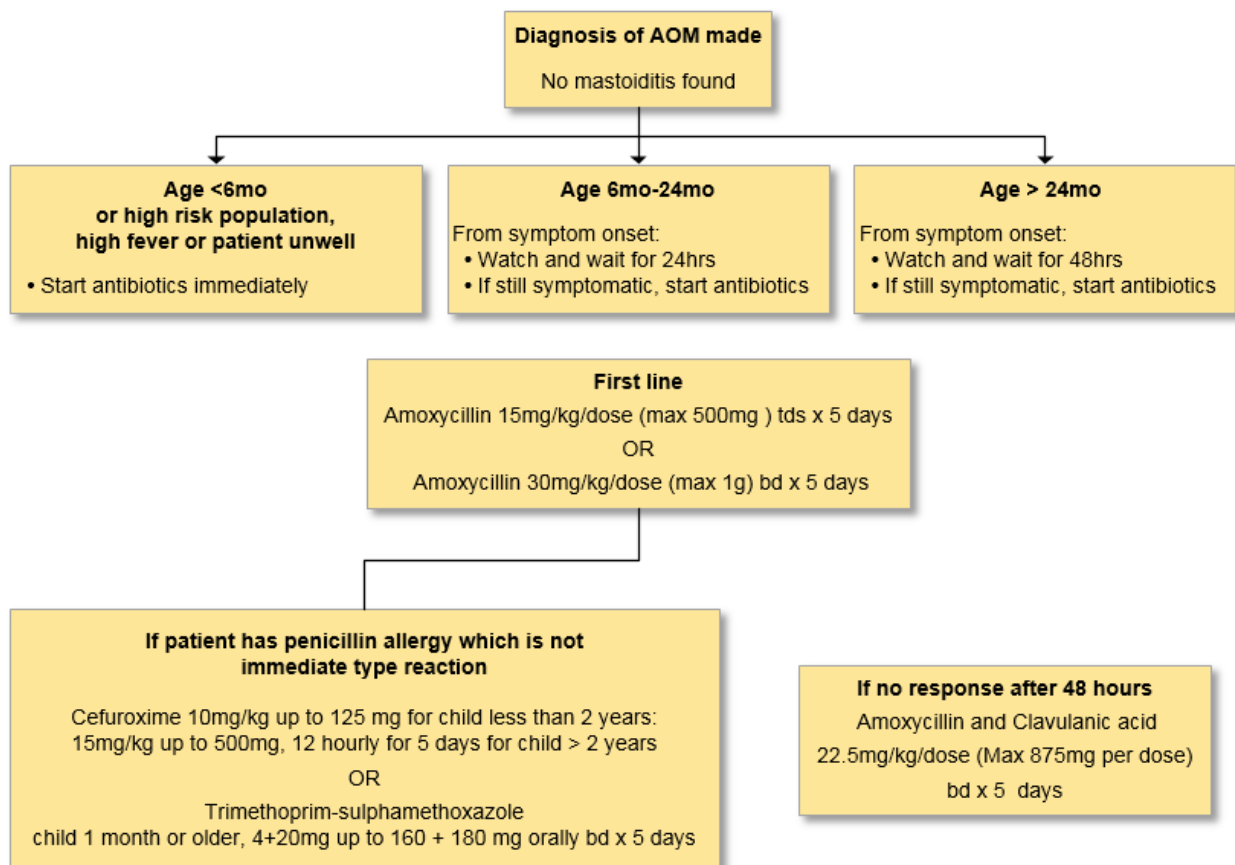 Diagnosis of AOM made
No mastoiditis found
Age <6mo
or high risk population,
high fever or patient unwell
• Start antibiotics immediately
Age 6mo-24mo
From symptom onset:
• Watch and wait for 24hrs
• If still symptomatic, start antibiotics
Age > 24mo
From symptom onset:
• Watch and wait for 48hrs
• If still symptomatic, start antibiotics
First line
Amoxycillin 15mg/kg/dose (max 500mg ) tds x 5 days
OR
Amoxycillin 30mg/kg/dose (max 1g) bd x 5 days
If patient has penicillin allergy which is not
immediate type reaction
Cefuroxime 10mg/kg up to 125 mg for child less than 2 years:
15mg/kg up to 500mg, 12 hourly for 5 days for child > 2 years
OR
Trimethoprim-sulphamethoxazole
child 1 month or older, 4+20mg up to 160 + 180 mg orally bd x 5 days
If no response after 48 hours
Amoxycillin and Clavulanic acid
22.5mg/kg/dose (Max 875mg per dose)
bd x 5 days